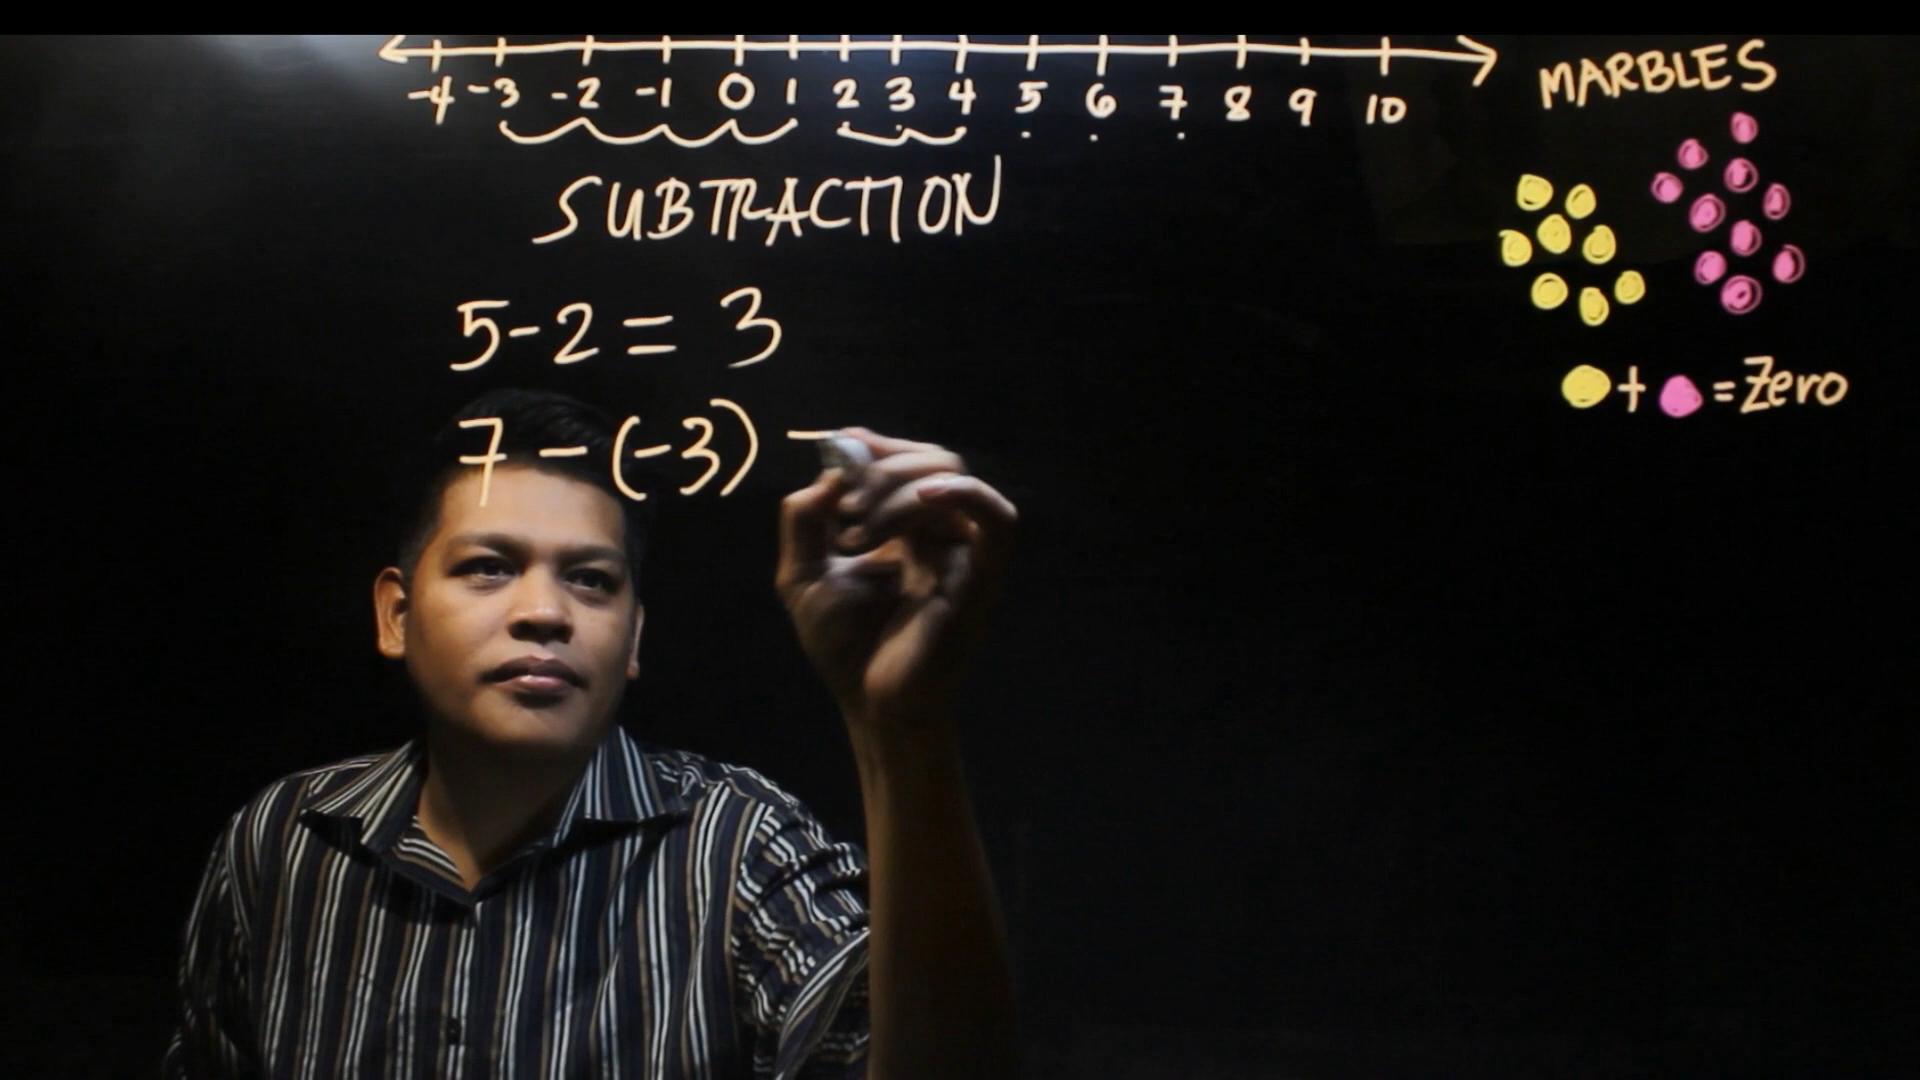 -4 -3 -2 -1 0 1 2 3 4 5 6 7 8 9 10
MARBLES
SUBTRACTION
5-2 = 3
7 - (-3) -
+ = Zero